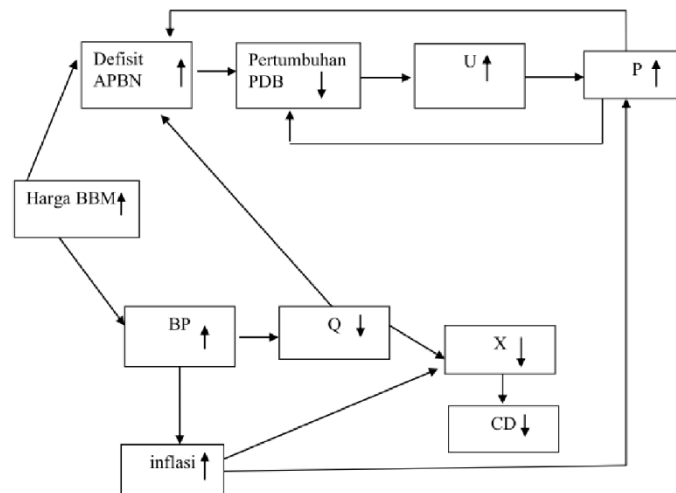 Defisit
APBN
Pertumbuhan
PDB
U
P
Harga BBM
BP
Q
X
CD
inflasi